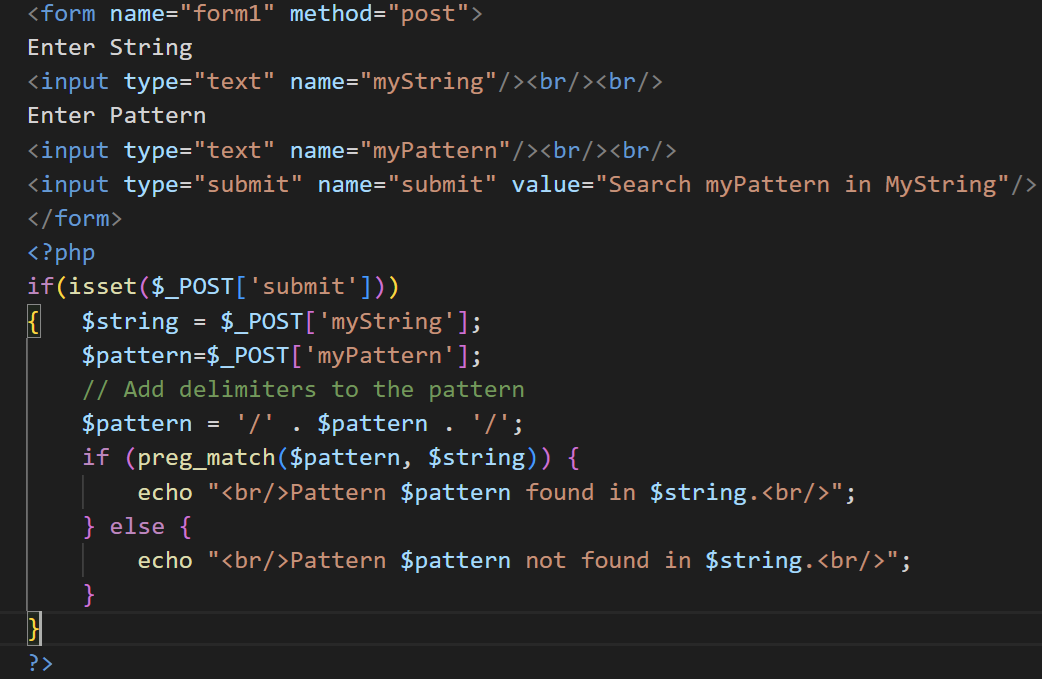 <form name="form1" method="post">
Enter String
<input type="text" name="myString"/><br/><br/>
Enter Pattern
<input type="text" name="myPattern"/><br/><br/>
<input type="submit" name="submit" value="Search myPattern in MyString"/>
</form>
<?php
if(isset($_POST['submit']))
{   $string = $_POST['myString'];
    $pattern=$_POST['myPattern'];
    // Add delimiters to the pattern
    $pattern = '/' . $pattern . '/';
    if (preg_match($pattern, $string)) {
        echo "<br/>Pattern $pattern found in $string.<br/>";
    } else {
        echo "<br/>Pattern $pattern not found in $string.<br/>";
    }
}
?>